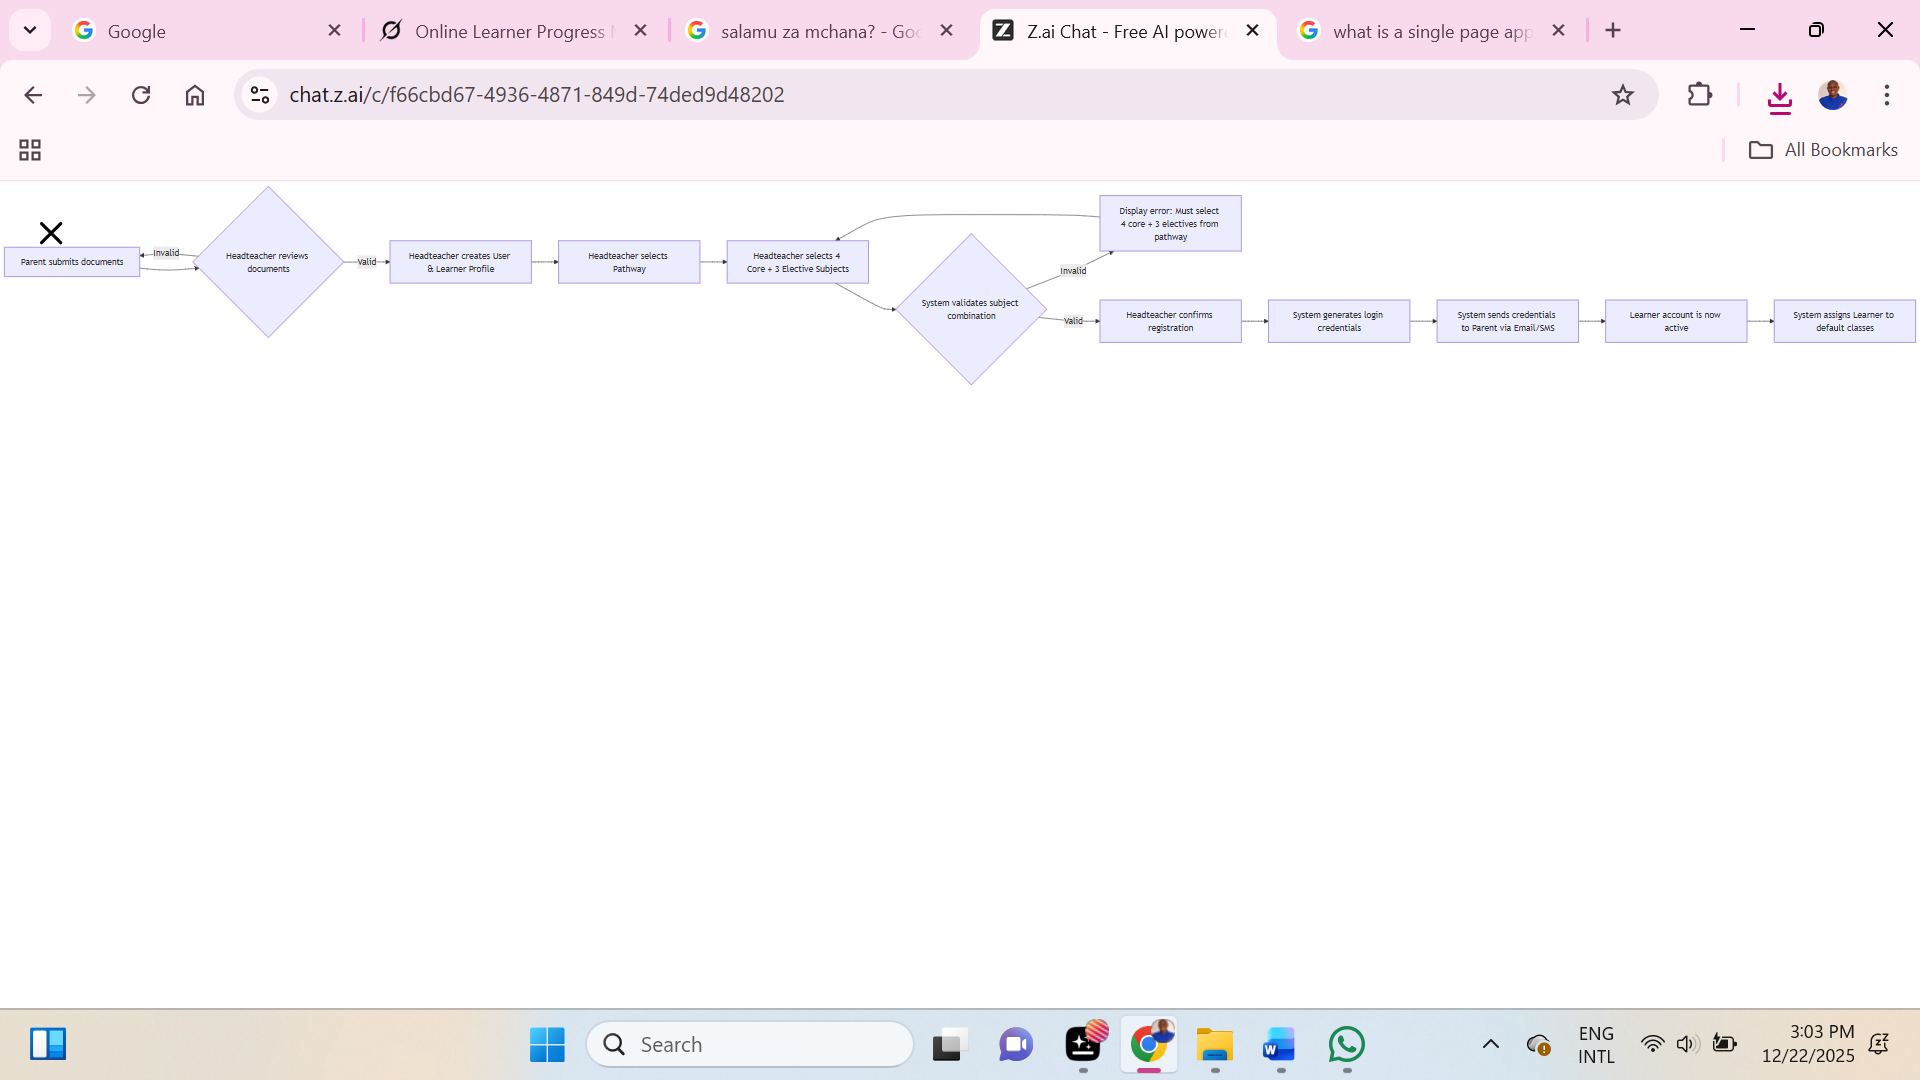 Google
Online Learner Progress
salamu za mchana? - Goo
Z.ai Chat - Free AI power
what is a single page app
chat.z.ai/c/f66cbd67-4936-4871-849d-74ded9d48202
All Bookmarks
Parent submits documents
Invalid
Headteacher reviews
documents
Valid
Headteacher creates User
& Learner Profile
Headteacher selects
Pathway
Headteacher selects 4
Core + 3 Elective Subjects
System validates subject
combination
Invalid
Display error: Must select
4 core + 3 electives from
pathway
Valid
Headteacher confirms
registration
System generates login
credentials
System sends credentials
to Parent via Email/SMS
Learner account is now
active
System assigns Learner to
default classes
Search
ENG
INTL
3:03 PM
12/22/2025